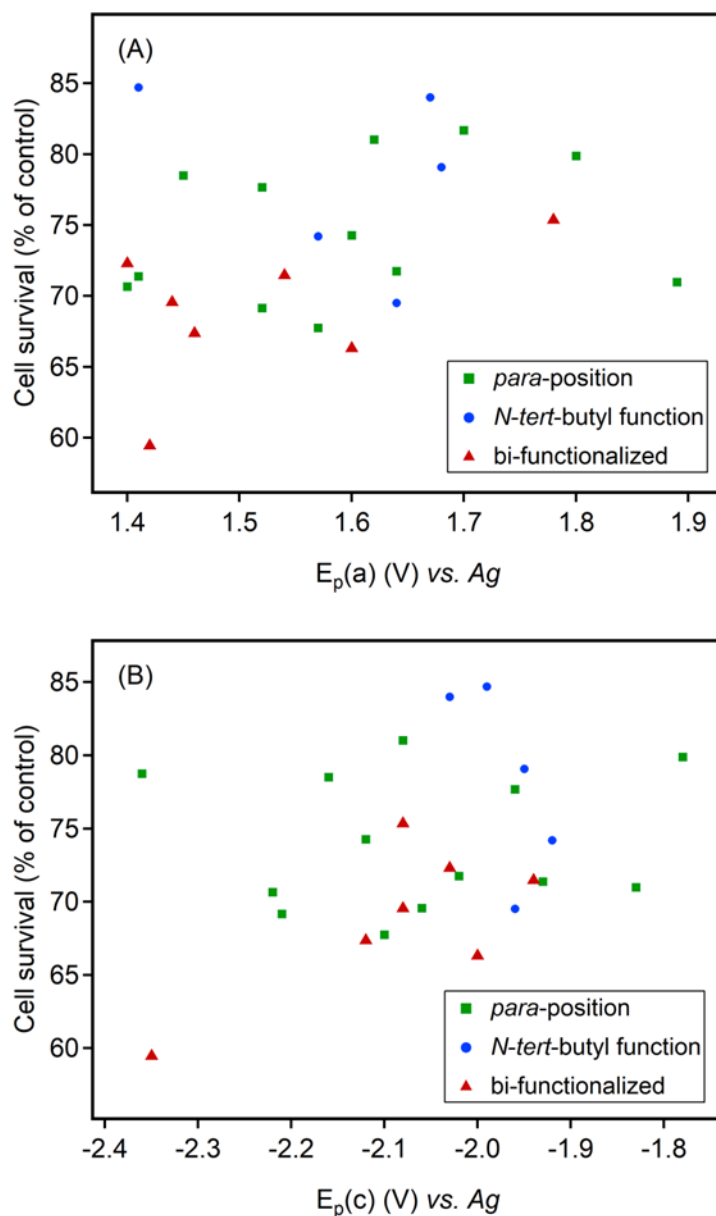 (A)
Cell survival (% of control)
85
80
75
70
65
60
para-position
N-tert-butyl function
bi-functionalized
1.4 1.5 1.6 1.7 1.8 1.9
Ep(a) (V) vs. Ag
(B)
Cell survival (% of control)
85
80
75
70
65
60
para-position
N-tert-butyl function
bi-functionalized
-2.4 -2.3 -2.2 -2.1 -2.0 -1.9 -1.8
Ep(c) (V) vs. Ag